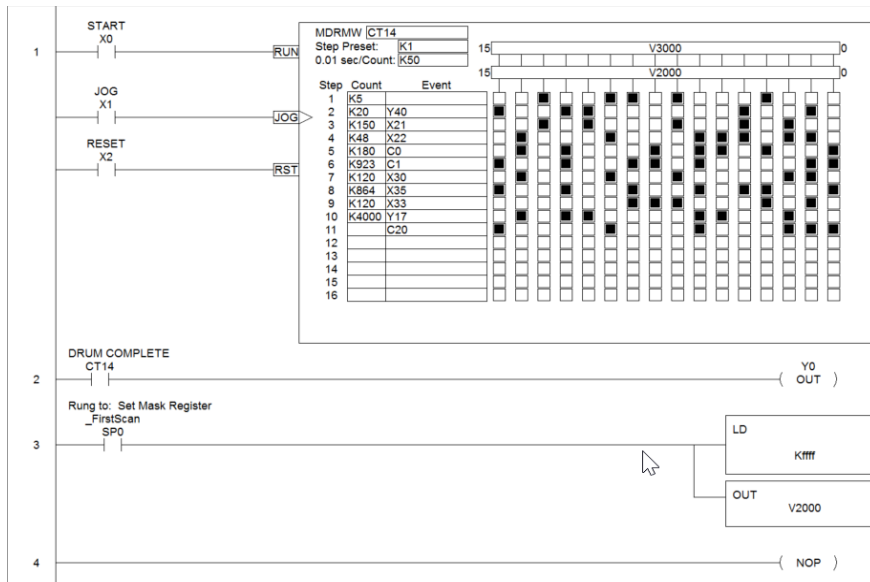 START
X0
1
RUN
MDRMW CT14
Step Preset: K1
0.01 sec/Count: K50
15 V3000 0
15 V2000 0
JOG
X1
JOG
RESET
X2
RST
Step Count Event
1 K5
2 K20 Y40
3 K150 X21
4 K48 X22
5 K180 C0
6 K923 C1
7 K120 X30
8 K864 X35
9 K120 X33
10 K4000 Y17
11 C20
12
13
14
15
16
DRUM COMPLETE
CT14
2
Y0
( OUT )
Rung to: Set Mask Register
_FirstScan
SP0
3
LD
Kffff
OUT
V2000
4
( NOP )